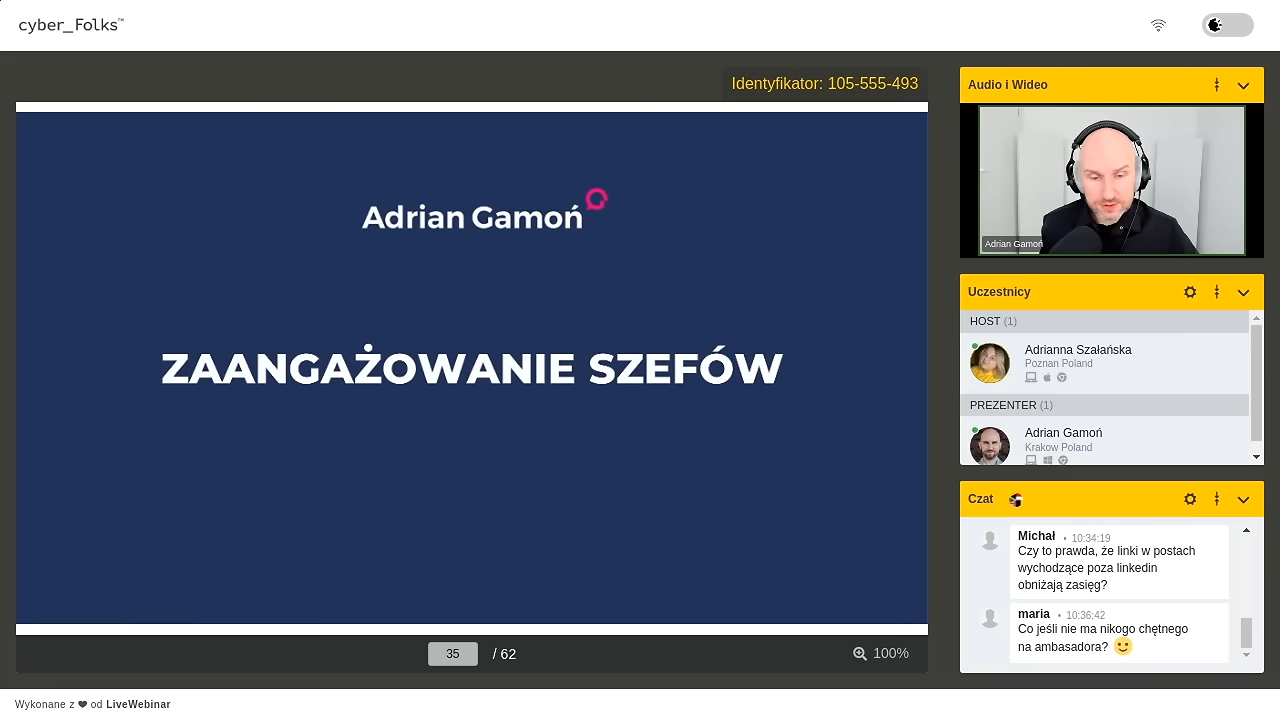 cyber_Folks™
Identyfikator: 105-555-493
Adrian Gamoń
ZAANGAŻOWANIE SZEFÓW
35 / 62
100%
Audio i Wideo
Adrian Gamoń
Uczestnicy
HOST (1)
Adrianna Szałańska
Poznan Poland
PREZENTER (1)
Adrian Gamoń
Krakow Poland
Czat
Michał • 10:34:19
Czy to prawda, że linki w postach
wychodzące poza linkedin
obniżają zasięg?
maria • 10:36:42
Co jeśli nie ma nikogo chętnego
na ambasadora? 🙂
Wykonane z ❤ od LiveWebinar